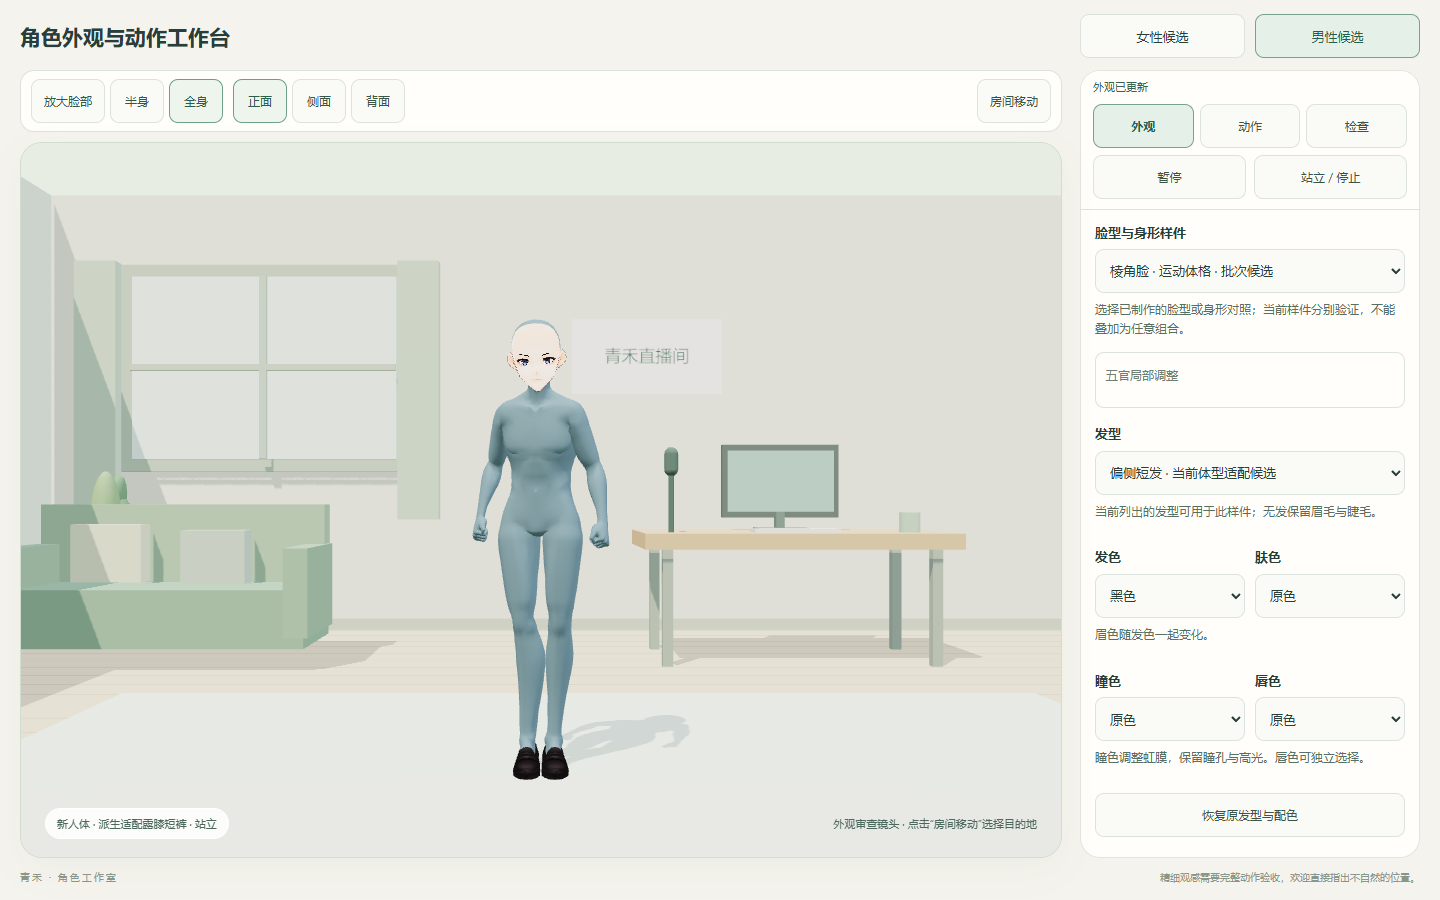 角色外观与动作工作台
女性候选
男性候选
放大脸部
半身
全身
正面
侧面
背面
房间移动
外观已更新
外观
动作
检查
暂停
站立 / 停止
脸型与身形样件
棱角脸 · 运动体格 · 批次候选
选择已制作的脸型或身形对照；当前样件分别验证，不能
叠加为任意组合。
五官局部调整
发型
偏侧短发 · 当前体型适配候选
当前列出的发型可用于此样件；无发保留眉毛与睫毛。
发色
肤色
黑色
原色
眉色随发色一起变化。
瞳色
唇色
原色
原色
瞳色调整虹膜，保留瞳孔与高光。唇色可独立选择。
恢复原发型与配色
青禾直播间
新人体 · 派生适配露膝短裤 · 站立
外观审查镜头 · 点击“房间移动”选择目的地
青禾 · 角色工作室
精细观感需要完整动作验收，欢迎直接指出不自然的位置。